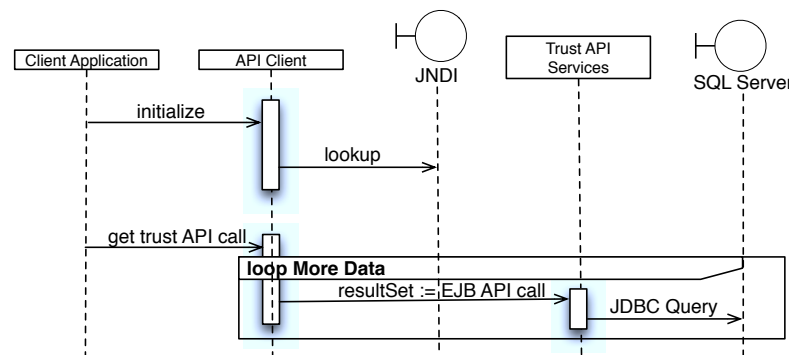 Client Application
API Client
JNDI
Trust API
Services
SQL Server
initialize
lookup
get trust API call
loop More Data
resultSet := EJB API call
JDBC Query